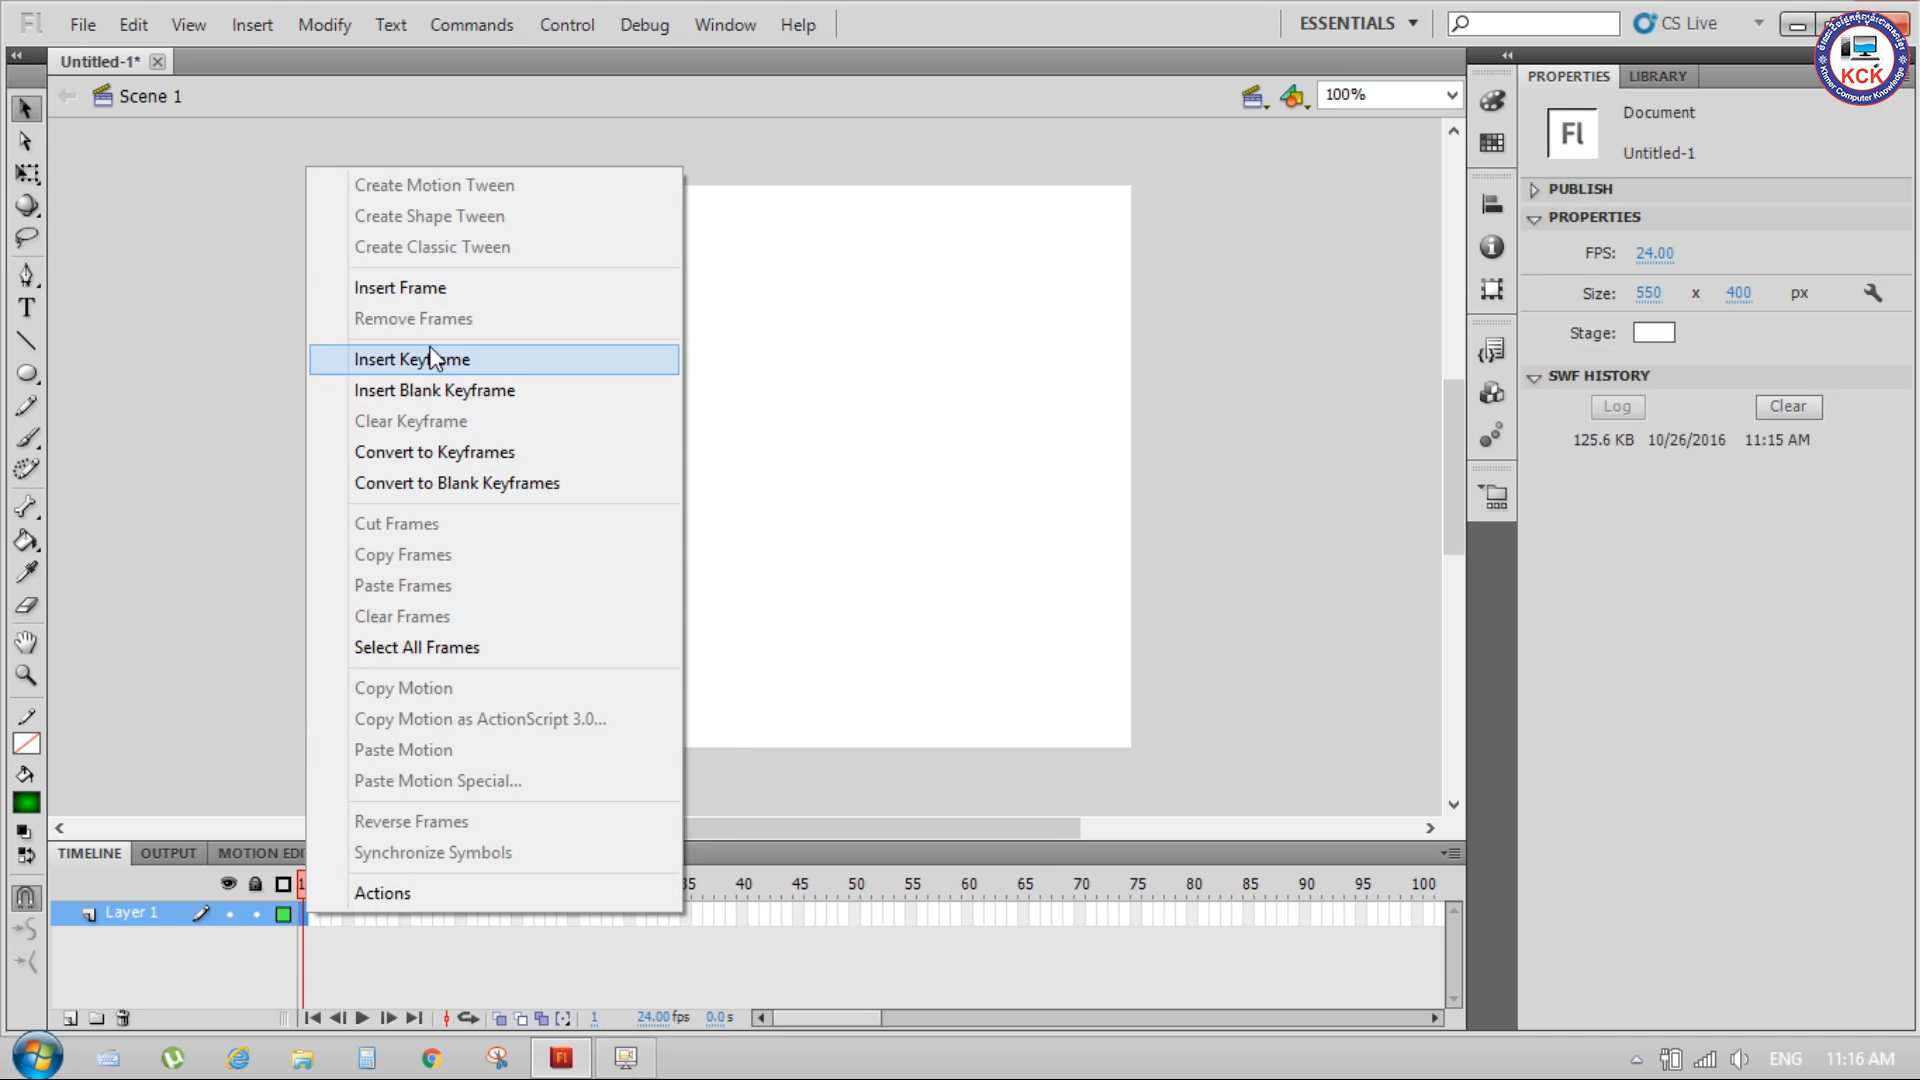 Fl File Edit View Insert Modify Text Commands Control Debug Window Help ESSENTIALS CS Live
Untitled-1*
Scene 1 100%
PROPERTIES LIBRARY
KCK
Khmer Computer Knowledge
Fl Document
Untitled-1
PUBLISH
PROPERTIES
FPS: 24.00
Size: 550 x 400 px
Stage:
SWF HISTORY
Log Clear
125.6 KB 10/26/2016 11:15 AM
Create Motion Tween
Create Shape Tween
Create Classic Tween
Insert Frame
Remove Frames
Insert Keyframe
Insert Blank Keyframe
Clear Keyframe
Convert to Keyframes
Convert to Blank Keyframes
Cut Frames
Copy Frames
Paste Frames
Clear Frames
Select All Frames
Copy Motion
Copy Motion as ActionScript 3.0...
Paste Motion
Paste Motion Special...
Reverse Frames
Synchronize Symbols
Actions
TIMELINE OUTPUT MOTION EDI
1 35 40 45 50 55 60 65 70 75 80 85 90 95 100
Layer 1
1 24.00 fps 0.0 s
Fl ENG 11:16 AM